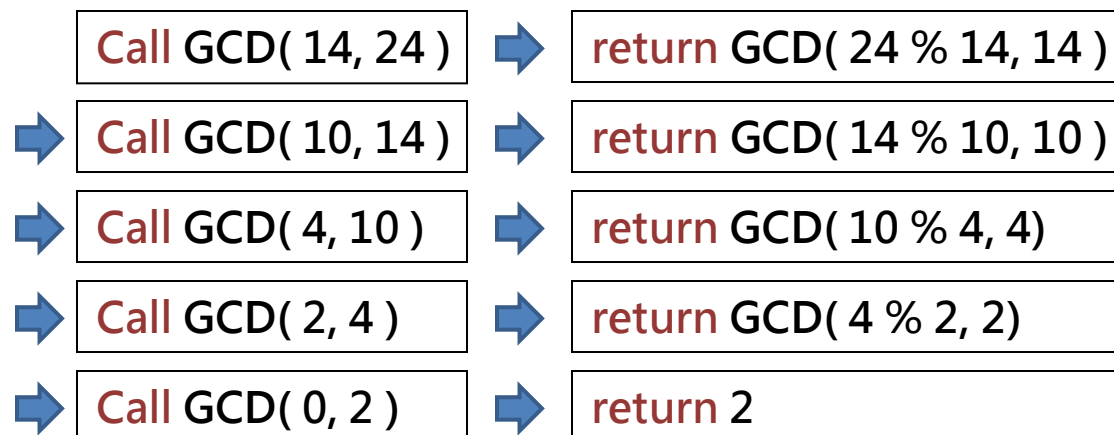 Call GCD( 14, 24 )
return GCD( 24 % 14, 14 )
Call GCD( 10, 14 )
return GCD( 14 % 10, 10 )
Call GCD( 4, 10 )
return GCD( 10 % 4, 4)
Call GCD( 2, 4 )
return GCD( 4 % 2, 2)
Call GCD( 0, 2 )
return 2